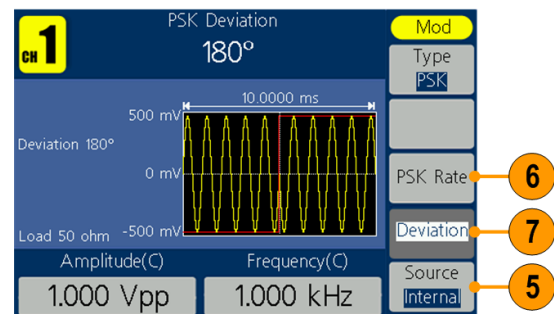 CH 1
PSK Deviation
180°
Mod
Type
PSK
10.0000 ms
500 mV
Deviation 180°
0 mV
PSK Rate
6
Load 50 ohm
-500 mV
Deviation
7
Amplitude(C)
Frequency(C)
Source
Internal
5
1.000 Vpp
1.000 kHz